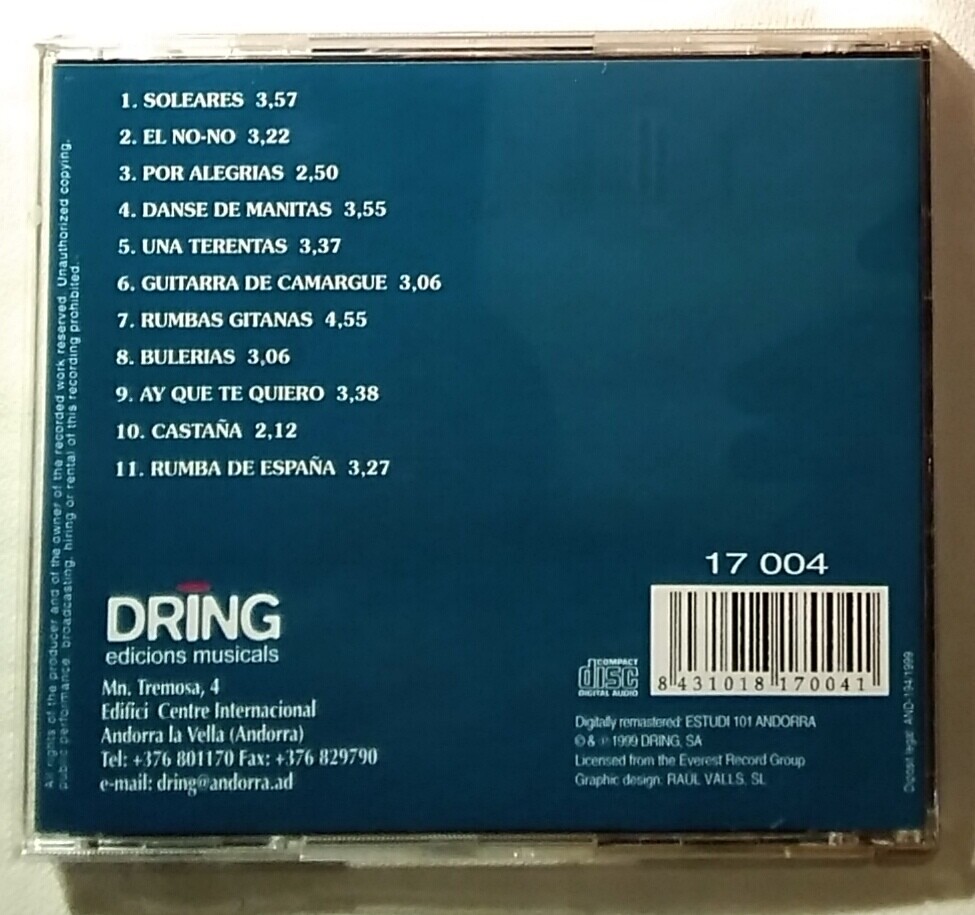 1. SOLEARES 3,57
2. EL NO-NO 3,22
3. POR ALEGRIAS 2,50
4. DANSE DE MANITAS 3,55
5. UNA TERENTAS 3,37
6. GUITARRA DE CAMARGUE 3,06
7. RUMBAS GITANAS 4,55
8. BULERIAS 3,06
9. AY QUE TE QUIERO 3,38
10. CASTAÑA 2,12
11. RUMBA DE ESPAÑA 3,27
All rights of the producer and of the owner of the recorded work reserved. Unauthorized copying,
public performance, broadcasting, hiring or rental of this recording prohibited.
DRING
edicions musicals
Mn. Tremosa, 4
Edifici Centre Internacional
Andorra la Vella (Andorra)
Tel: +376 801170 Fax: +376 829790
e-mail: dring@andorra.ad
17 004
8 431018 170041
COMPACT
disc
DIGITAL AUDIO
Digitally remastered: ESTUDI 101 ANDORRA
© & ℗ 1999 DRING, SA
Licensed from the Everest Record Group
Graphic design: RAUL VALLS, SL
Dipòsit legal: AND-194/1999